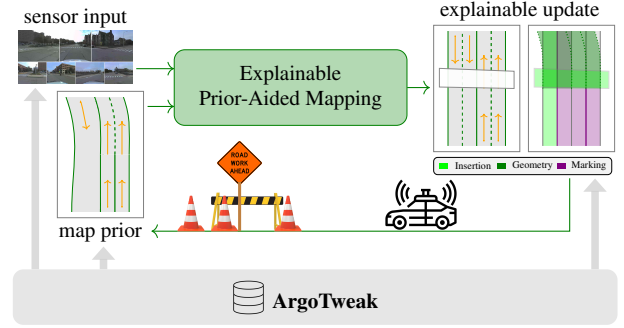 sensor input
explainable update
Explainable
Prior-Aided Mapping
Insertion
Geometry
Marking
ROAD
WORK
AHEAD
map prior
ArgoTweak